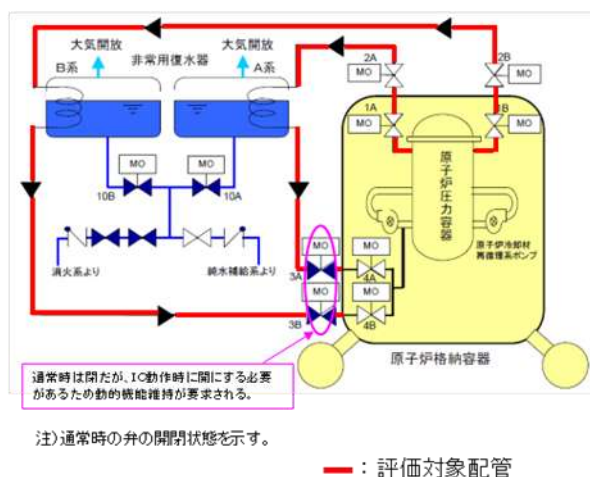 大気開放
大気開放
非常用復水器
B系
A系
2A
2B
MO
MO
1A
1B
MO
MO
原子炉圧力容器
MO
MO
10B
10A
原子炉冷却材
再循環系ポンプ
消火系より
純水補給系より
MO
MO
3A
4A
MO
MO
3B
4B
原子炉格納容器
通常時は閉だが、IC動作時に開にする必要
があるため動的機能維持が要求される。
注)通常時の弁の開閉状態を示す。
:評価対象配管